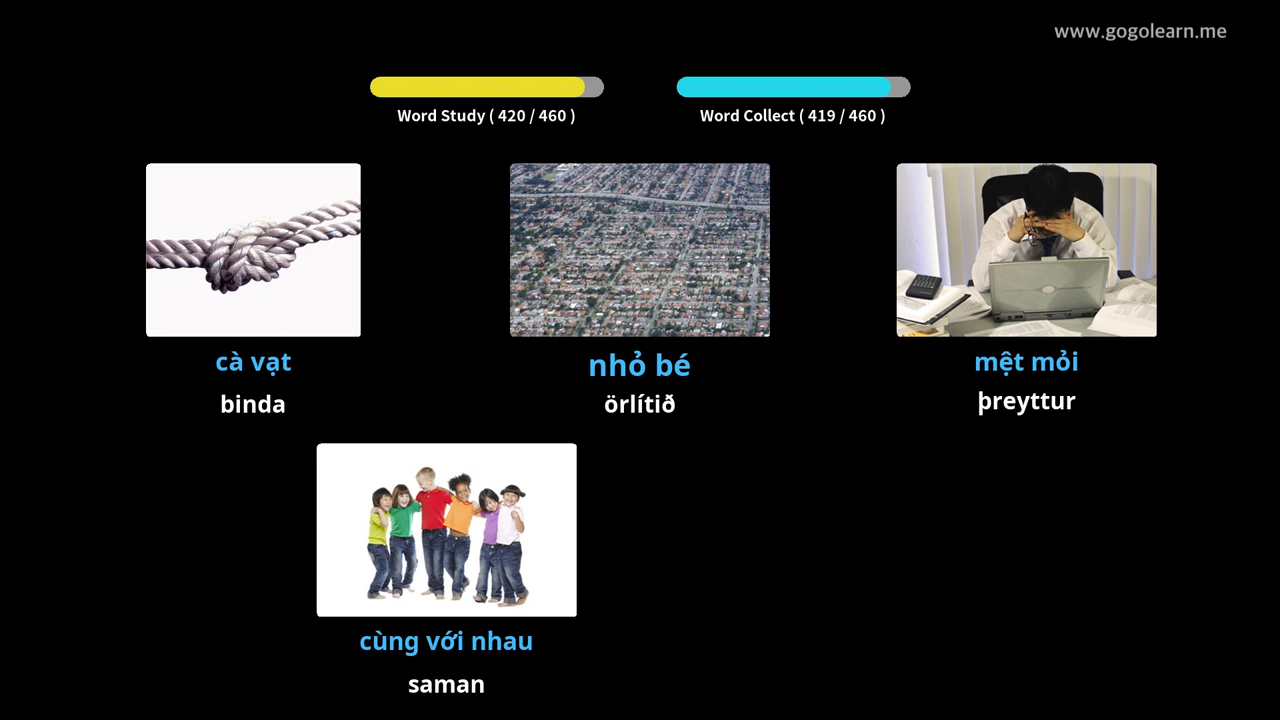 www.gogolearn.me
Word Study ( 420 / 460 )
Word Collect ( 419 / 460 )
cà vạt
binda
nhỏ bé
örlítið
mệt mỏi
þreyttur
cùng với nhau
saman